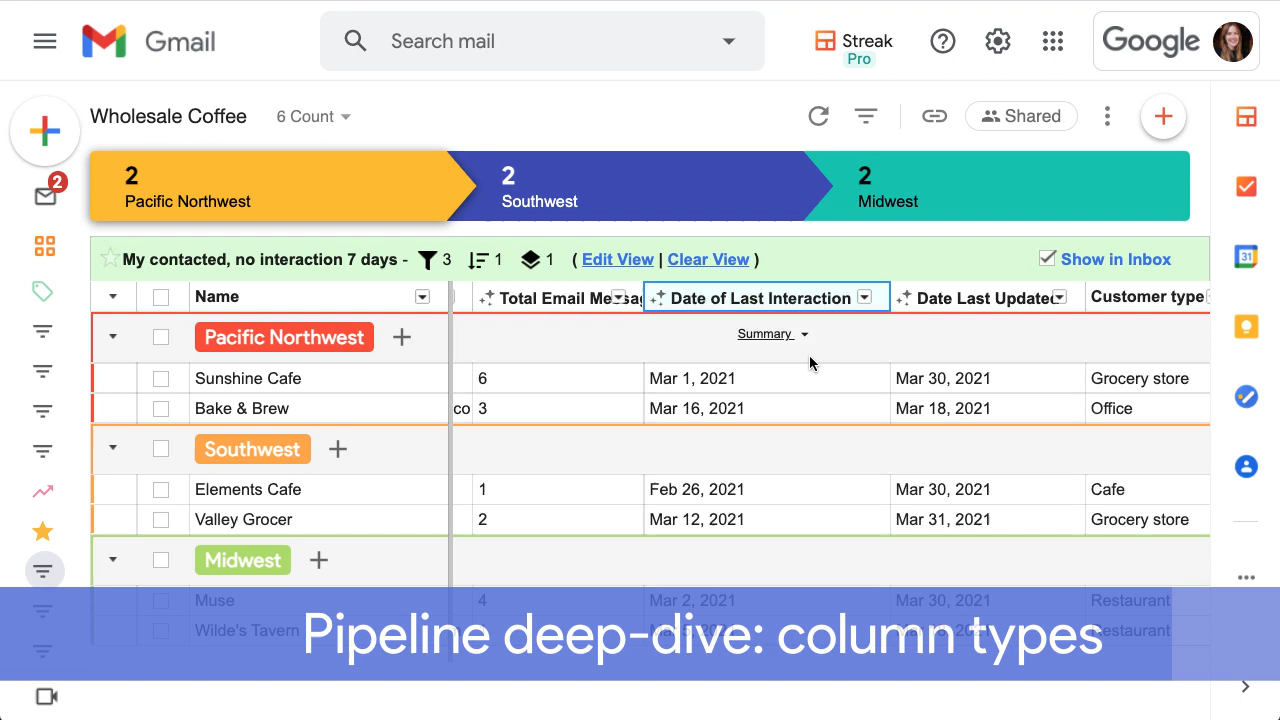 Gmail
Search mail
Streak
Pro
Google
Wholesale Coffee
6 Count
Shared
2
2
Pacific Northwest
2
Southwest
2
Midwest
My contacted, no interaction 7 days - 3 1 1 ( Edit View | Clear View )
Show in Inbox
31
Name
Total Email Messag
Date of Last Interaction
Date Last Updated
Customer type
Pacific Northwest
Summary
Sunshine Cafe 6 Mar 1, 2021 Mar 30, 2021 Grocery store
Bake & Brew co 3 Mar 16, 2021 Mar 18, 2021 Office
Southwest
Elements Cafe 1 Feb 26, 2021 Mar 30, 2021 Cafe
Valley Grocer 2 Mar 12, 2021 Mar 31, 2021 Grocery store
Midwest
Muse 4 Mar 2, 2021 Mar 30, 2021 Restaurant
Wilde's Tavern
Pipeline deep-dive: column types